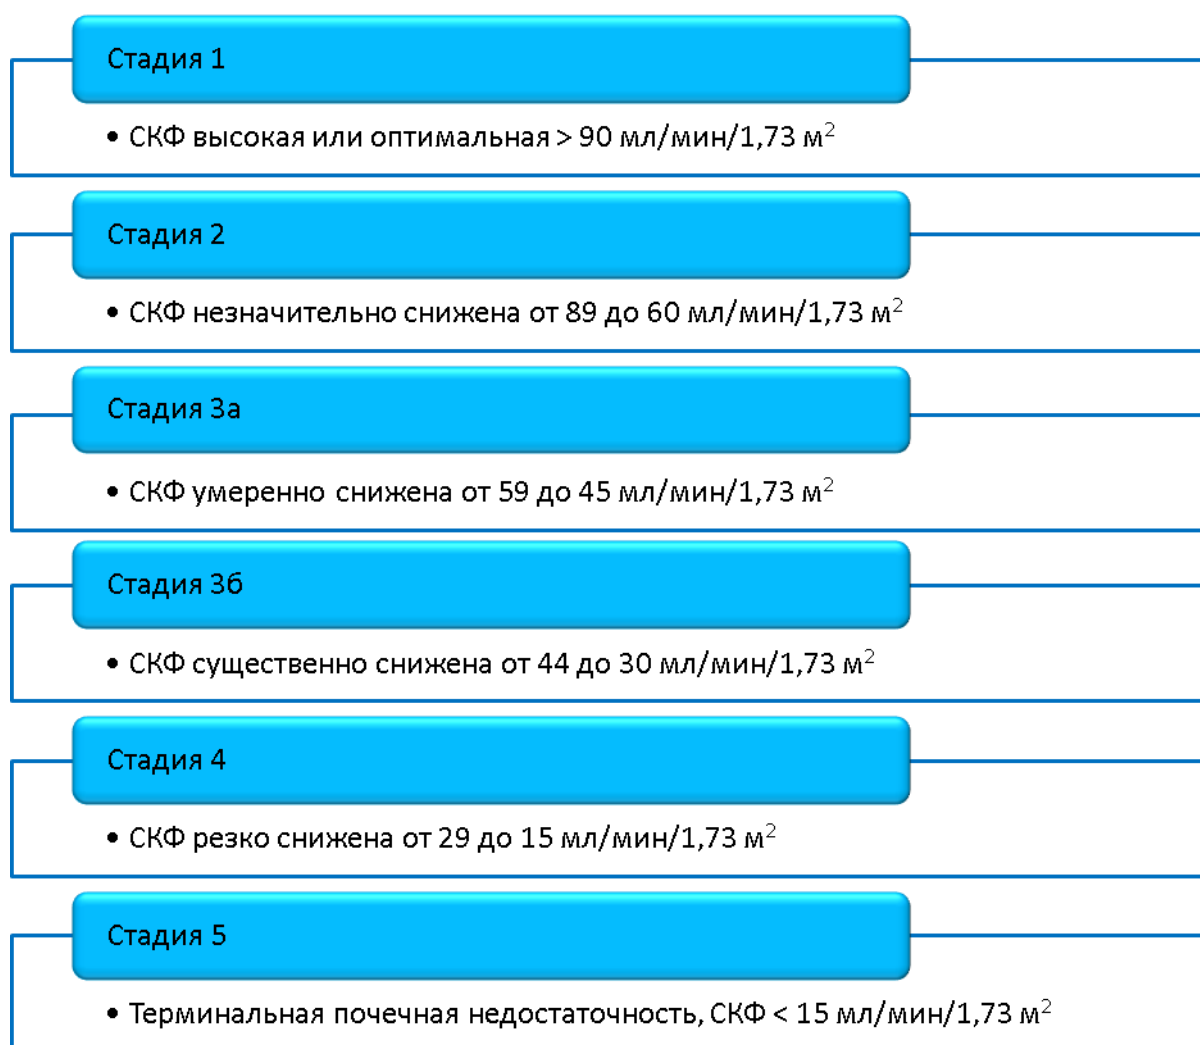 Стадия 1
• СКФ высокая или оптимальная > 90 мл/мин/1,73 м²
Стадия 2
• СКФ незначительно снижена от 89 до 60 мл/мин/1,73 м²
Стадия 3а
• СКФ умеренно снижена от 59 до 45 мл/мин/1,73 м²
Стадия 3б
• СКФ существенно снижена от 44 до 30 мл/мин/1,73 м²
Стадия 4
• СКФ резко снижена от 29 до 15 мл/мин/1,73 м²
Стадия 5
• Терминальная почечная недостаточность, СКФ < 15 мл/мин/1,73 м²